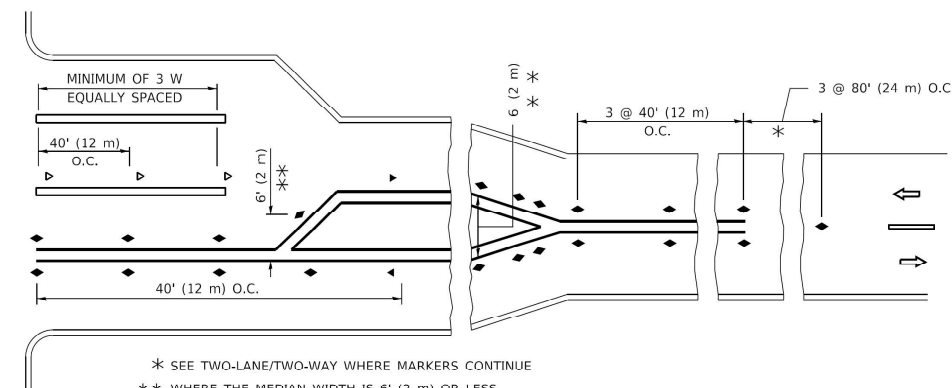 MINIMUM OF 3 W
EQUALLY SPACED
40' (12 m)
O.C.
6' (2 m)
**
6 (2 m)
* *
3 @ 40' (12 m)
O.C.
3 @ 80' (24 m) O.C
*
40' (12 m) O.C.
* SEE TWO-LANE/TWO-WAY WHERE MARKERS CONTINUE
* * WHERE THE MEDIAN WIDTH IS 6' (2 m) OR LESS